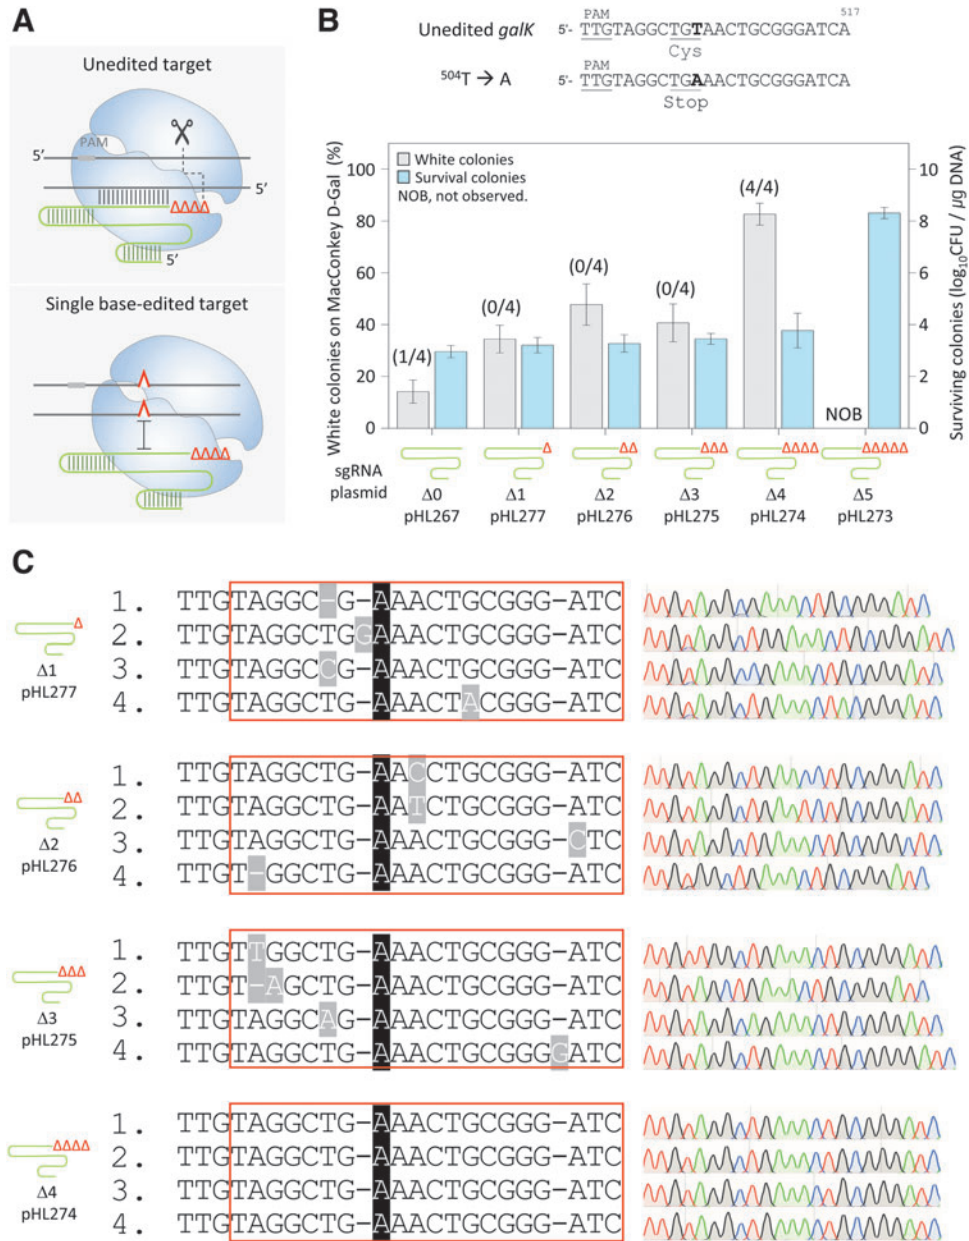 A
Unedited target
PAM
5'
5'
5'
Single base-edited target
B
517
PAM
Unedited galK 5'- TTGTAGGCTGTAACTGCGGGATCA
Cys
PAM
504T → A 5'- TTGTAGGCTGAAACTGCGGGATCA
Stop
White colonies on MacConkey D-Gal (%)
100
80
60
40
20
0
White colonies
Survival colonies
NOB, not observed.
(1/4)
(0/4)
(0/4)
(0/4)
(4/4)
NOB
10
8
6
4
2
0
Surviving colonies (log10CFU / µg DNA)
sgRNA
plasmid
Δ0 Δ1 Δ2 Δ3 Δ4 Δ5
pHL267 pHL277 pHL276 pHL275 pHL274 pHL273
C
Δ1
pHL277
1. TTGTAGGC-G-AAACTGCGGG-ATC
2. TTGTAGGCTGGAAACTGCGGG-ATC
3. TTGTAGGCCG-AAACTGCGGG-ATC
4. TTGTAGGCTG-AAACTACGGG-ATC
Δ2
pHL276
1. TTGTAGGCTG-AACCTGCGGG-ATC
2. TTGTAGGCTG-AATCTGCGGG-ATC
3. TTGTAGGCTG-AAACTGCGGG-CTC
4. TTGT-GGCTG-AAACTGCGGG-ATC
Δ3
pHL275
1. TTGTTGGCTG-AAACTGCGGG-ATC
2. TTGT-AGCTG-AAACTGCGGG-ATC
3. TTGTAGGCAG-AAACTGCGGG-ATC
4. TTGTAGGCTG-AAACTGCGGGGATC
Δ4
pHL274
1. TTGTAGGCTG-AAACTGCGGG-ATC
2. TTGTAGGCTG-AAACTGCGGG-ATC
3. TTGTAGGCTG-AAACTGCGGG-ATC
4. TTGTAGGCTG-AAACTGCGGG-ATC